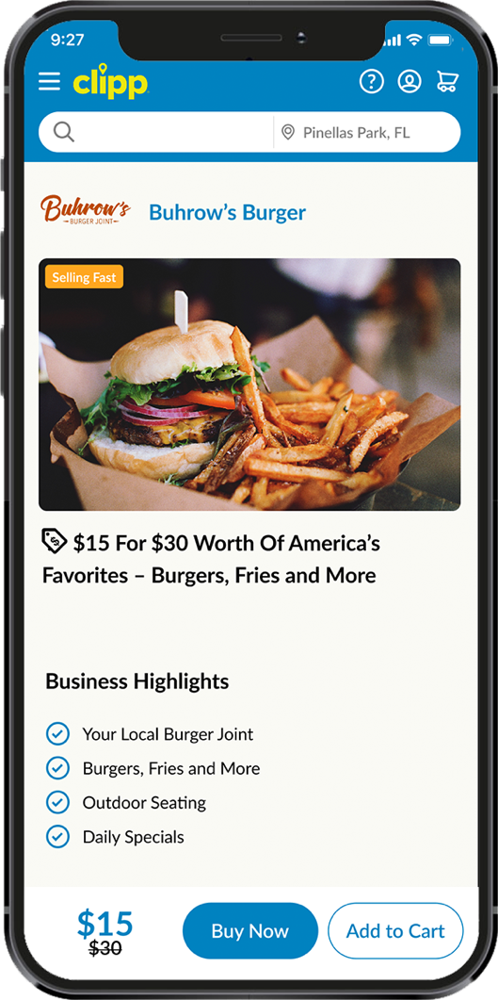 9:27
clipp
Pinellas Park, FL
Buhrow's
BURGER JOINT
Buhrow’s Burger
Selling Fast
$15 For $30 Worth Of America’s
Favorites – Burgers, Fries and More
Business Highlights
Your Local Burger Joint
Burgers, Fries and More
Outdoor Seating
Daily Specials
$15
$30
Buy Now
Add to Cart